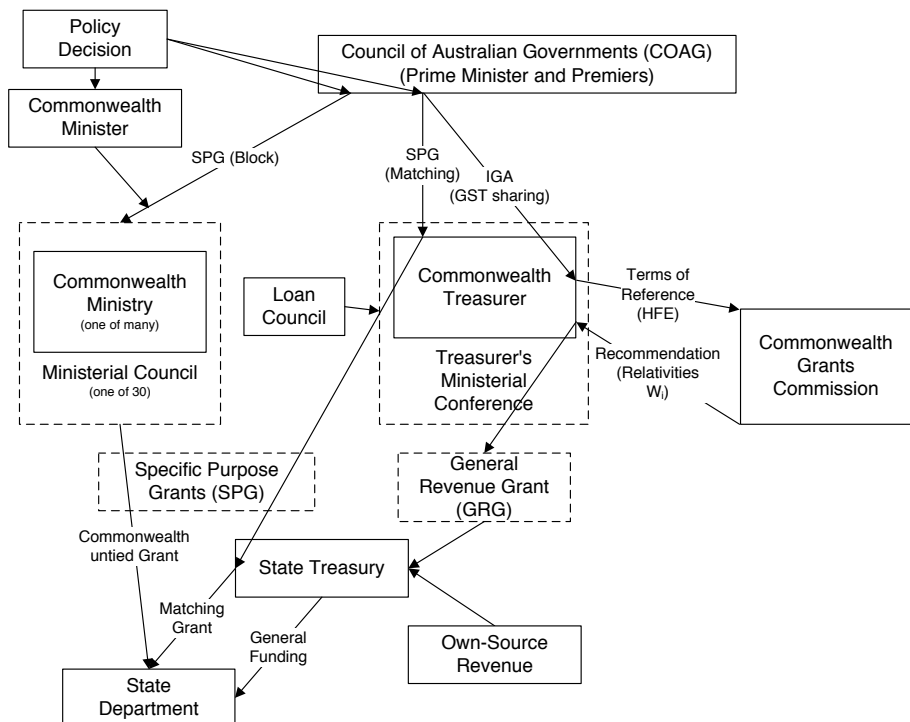 Policy
Decision
Council of Australian Governments (COAG)
(Prime Minister and Premiers)
Commonwealth
Minister
SPG (Block)
SPG
(Matching)
IGA
(GST sharing)
Commonwealth
Ministry
(one of many)
Ministerial Council
(one of 30)
Loan
Council
Commonwealth
Treasurer
Treasurer's
Ministerial
Conference
Terms of
Reference
(HFE)
Recommendation
(Relativities
Wi)
Commonwealth
Grants
Commission
Specific Purpose
Grants (SPG)
General
Revenue Grant
(GRG)
Commonwealth
untied Grant
State Treasury
Matching
Grant
General
Funding
Own-Source
Revenue
State
Department